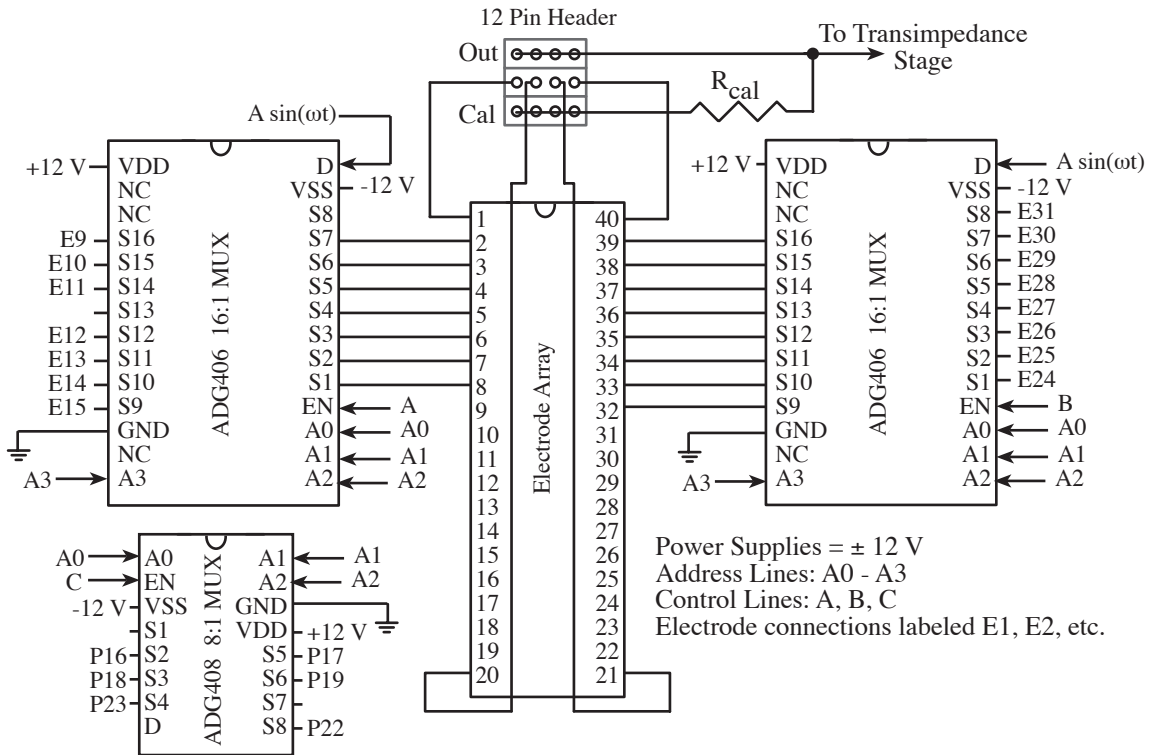 12 Pin Header
Out
To Transimpedance
Stage
R_cal
Cal
A sin(ωt)
+12 V
VDD
D
NC
VSS
-12 V
NC
S8
E9
S16
S7
E10
S15
S6
E11
S14
S5
S13
S4
E12
S12
S3
E13
S11
S2
E14
S10
S1
E15
S9
EN
A
GND
A0
A0
NC
A1
A1
A3
A3
A2
A2
ADG406 16:1 MUX
1
2
3
4
5
6
7
8
9
10
11
12
13
14
15
16
17
18
19
20
Electrode Array
40
39
38
37
36
35
34
33
32
31
30
29
28
27
26
25
24
23
22
21
+12 V
VDD
D
A sin(ωt)
NC
VSS
-12 V
NC
S8
E31
S16
S7
E30
S15
S6
E29
S14
S5
E28
S13
S4
E27
S12
S3
E26
S11
S2
E25
S10
S1
E24
S9
EN
B
GND
A0
A0
NC
A1
A1
A3
A3
A2
A2
ADG406 16:1 MUX
A0
A0
A1
A1
C
EN
A2
A2
-12 V
VSS
GND
S1
VDD
+12 V
P16
S2
S5
P17
P18
S3
S6
P19
P23
S4
S7
D
S8
P22
ADG408 8:1 MUX
Power Supplies = ± 12 V
Address Lines: A0 - A3
Control Lines: A, B, C
Electrode connections labeled E1, E2, etc.